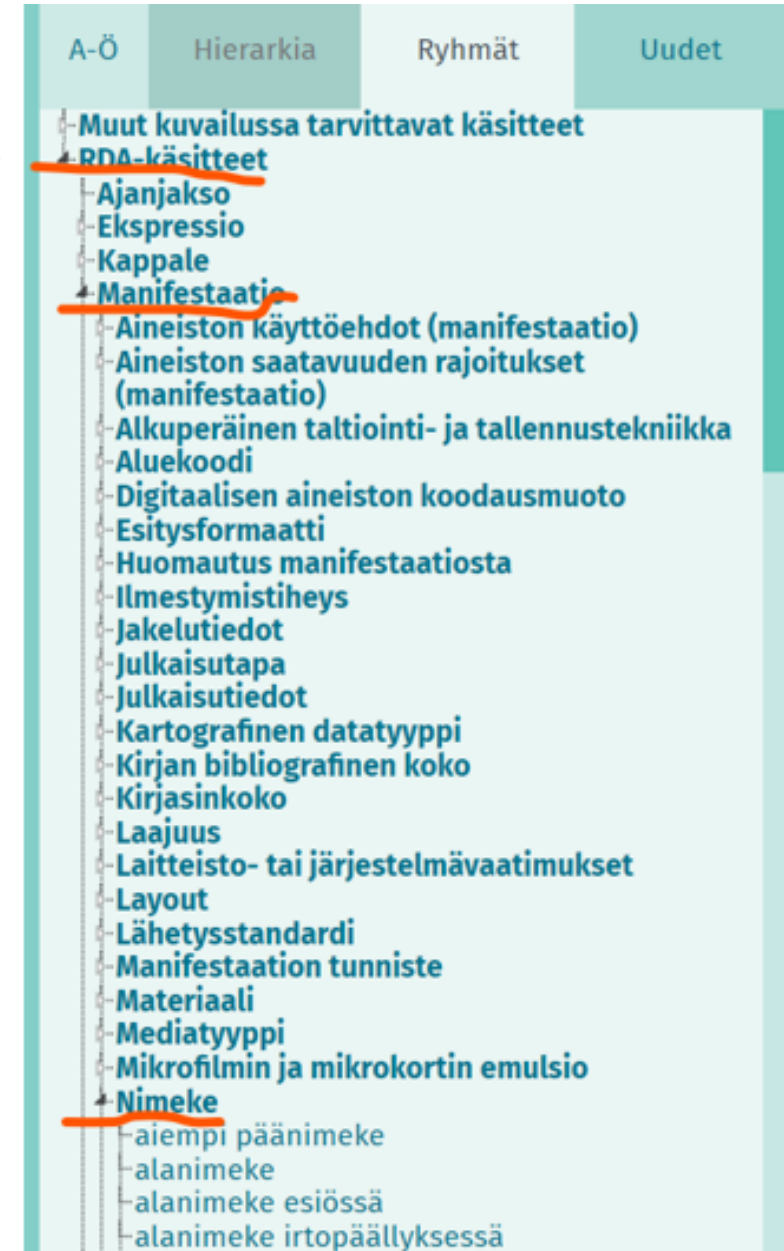 A-Ö Hierarkia Ryhmät Uudet
Muut kuvailussa tarvittavat käsitteet
RDA-käsitteet
Ajanjakso
Ekspressio
Kappale
Manifestaatio
Aineiston käyttöehdot (manifestaatio)
Aineiston saatavuuden rajoitukset
(manifestaatio)
Alkuperäinen taltiointi- ja tallennustekniikka
Aluekoodi
Digitaalisen aineiston koodausmuoto
Esitysformaatti
Huomautus manifestaatiosta
Ilmestymistiheys
Jakelutiedot
Julkaisutapa
Julkaisutiedot
Kartografinen datatyyppi
Kirjan bibliografinen koko
Kirjasinkoko
Laajuus
Laitteisto- tai järjestelmävaatimukset
Layout
Lähetysstandardi
Manifestaation tunniste
Materiaali
Mediatyyppi
Mikrofilmin ja mikrokortin emulsio
Nimeke
aiempi päänimeke
alanimeke
alanimeke esiössä
alanimeke irtopäällyksessä